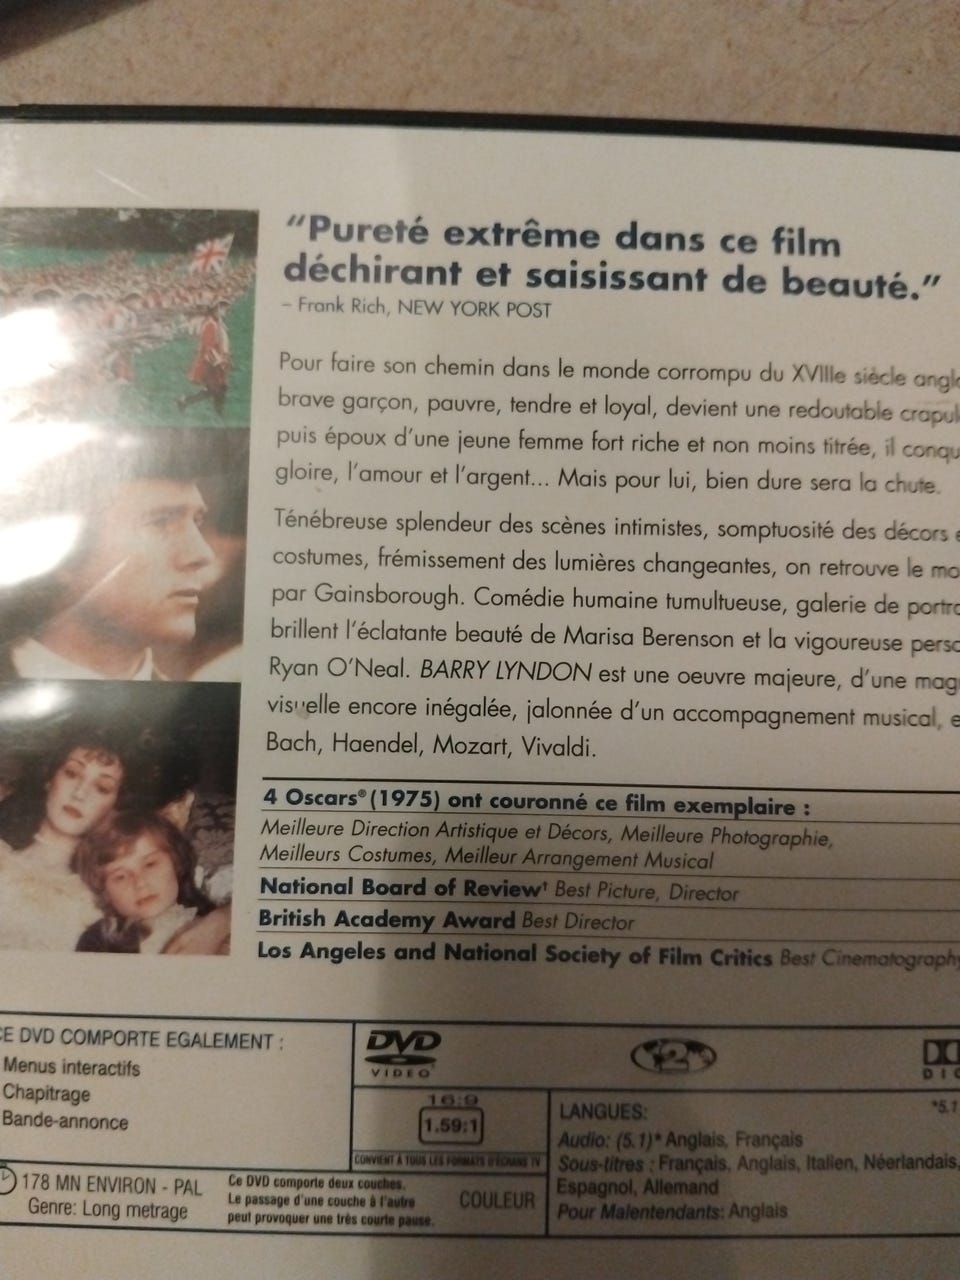 “Pureté extrême dans ce film
déchirant et saisissant de beauté.”
– Frank Rich, NEW YORK POST
Pour faire son chemin dans le monde corrompu du XVIIIe siècle
brave garçon, pauvre, tendre et loyal, devient une redoutable
puis époux d'une jeune femme fort riche et non moins titrée, il
gloire, l'amour et l'argent... Mais pour lui, bien dure sera la chute.
Ténébreuse splendeur des scènes intimistes, somptuosité des décors
costumes, frémissement des lumières changeantes, on retrouve le
par Gainsborough. Comédie humaine tumultueuse, galerie de
brillent l'éclatante beauté de Marisa Berenson et la vigoureuse
Ryan O'Neal. BARRY LYNDON est une oeuvre majeure, d'une
visuelle encore inégalée, jalonnée d'un accompagnement musical,
Bach, Haendel, Mozart, Vivaldi.
4 Oscars® (1975) ont couronné ce film exemplaire :
Meilleure Direction Artistique et Décors, Meilleure Photographie,
Meilleurs Costumes, Meilleur Arrangement Musical
National Board of Review† Best Picture, Director
British Academy Award Best Director
Los Angeles and National Society of Film Critics Best Cinematography
CE DVD COMPORTE EGALEMENT :
Menus interactifs
Chapitrage
Bande-annonce
178 MN ENVIRON - PAL
Genre: Long metrage
DVD
VIDEO
2
16:9
1.59:1
CONVIENT À TOUS LES FORMATS D'ÉCRANS TV
Ce DVD comporte deux couches.
Le passage d'une couche à l'autre
peut provoquer une très courte pause.
COULEUR
*5.1
LANGUES:
Audio: (5.1)* Anglais, Français
Sous-titres : Français, Anglais, Italien, Néerlandais,
Espagnol, Allemand
Pour Malentendants: Anglais